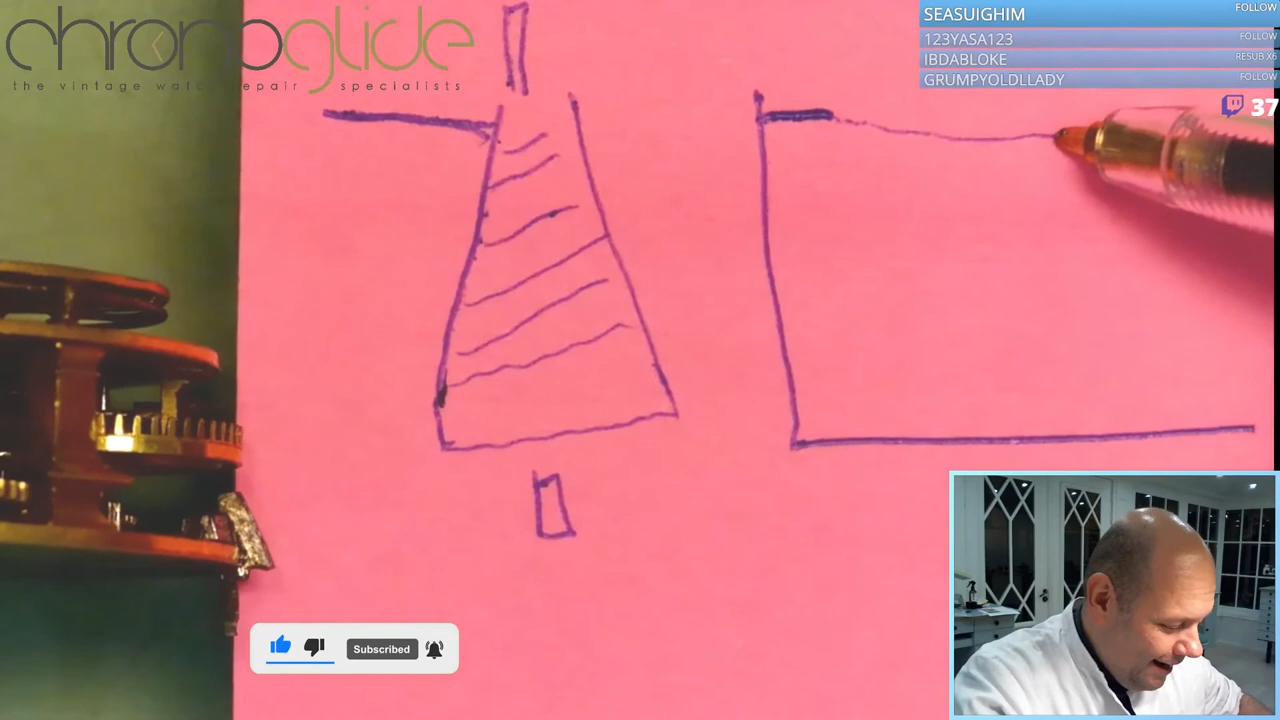 chronoglide
the vintage watch repair specialists
SEASUIGHIM FOLLOW
123YASA123 FOLLOW
IBDABLOKE RESUB X6
GRUMPYOLDLLADY FOLLOW
37
Subscribed